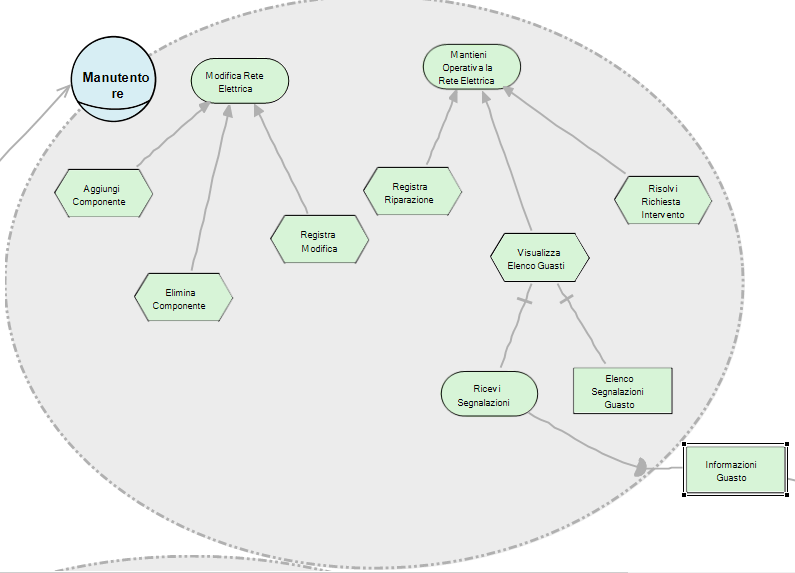 Manutento
re
Modifica Rete
Elettrica
Mantieni
Operativa la
Rete Elettrica
Aggiungi
Componente
Registra
Riparazione
Risolvi
Richiesta
Intervento
Registra
Modifica
Visualizza
Elenco Guasti
Elimina
Componente
Ricevi
Segnalazioni
Elenco
Segnalazioni
Guasto
Informazioni
Guasto